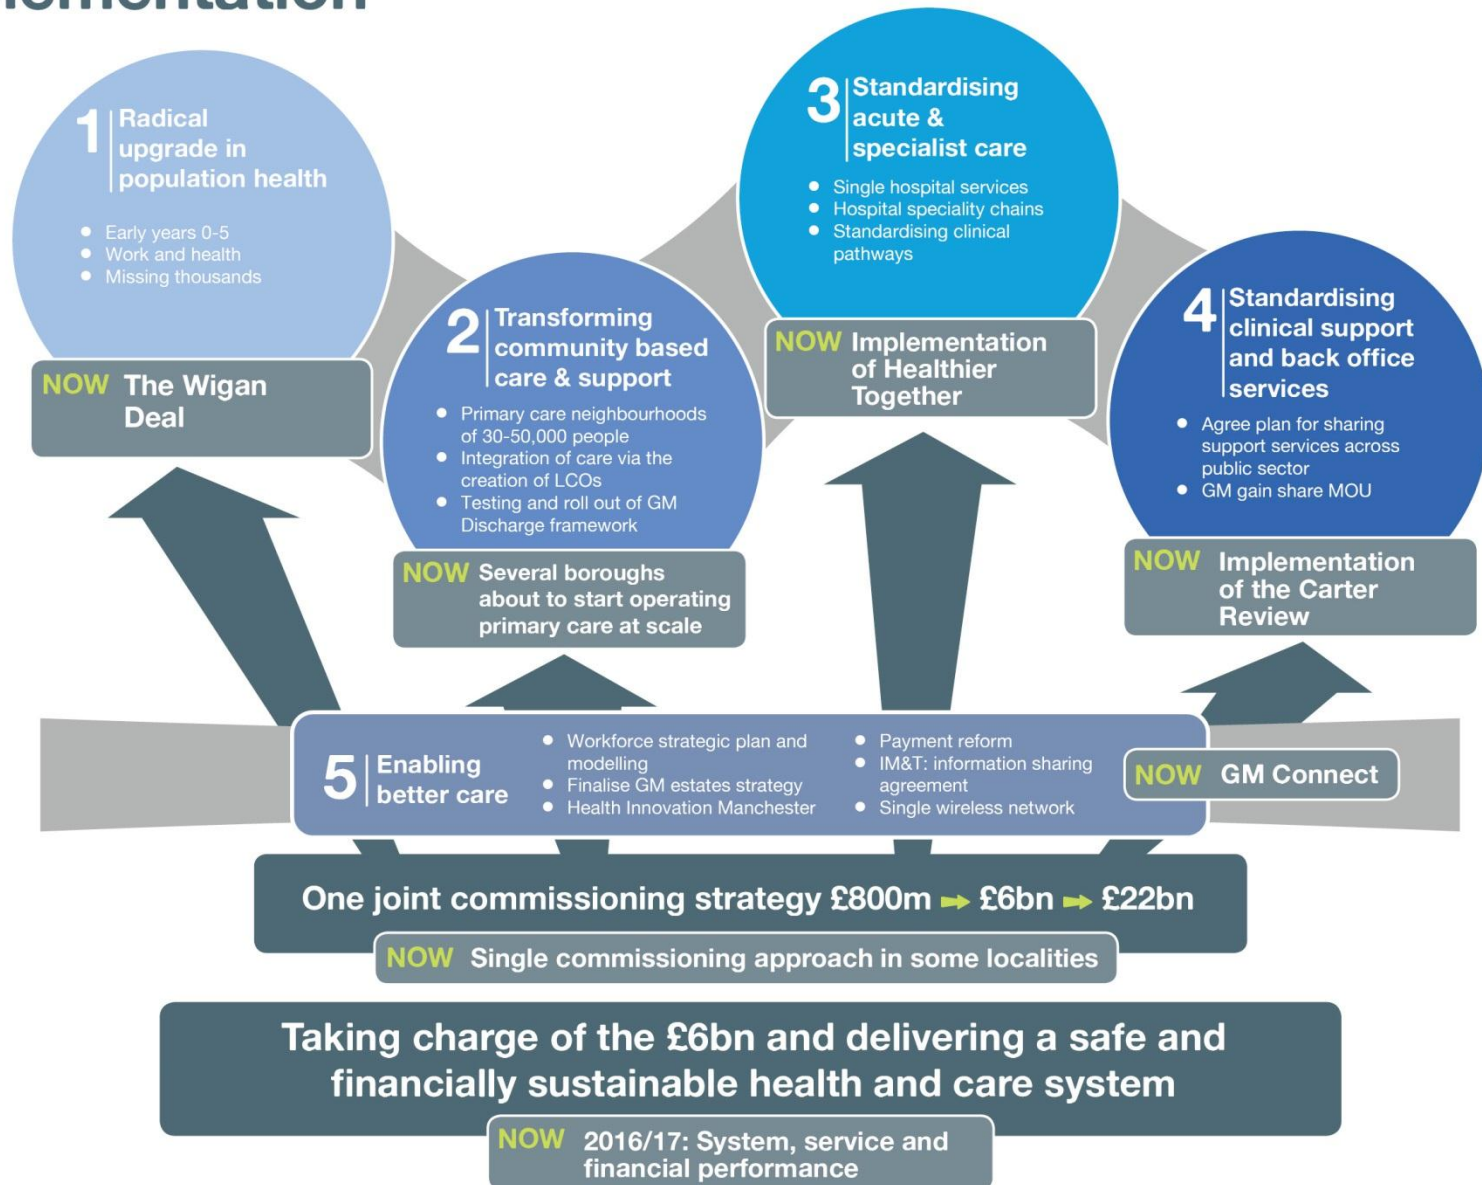 1
Radical
upgrade in
population health
• Early years 0-5
• Work and health
• Missing thousands
NOW The Wigan
Deal
2
Transforming
community based
care & support
• Primary care neighbourhoods
of 30-50,000 people
• Integration of care via the
creation of LCOs
• Testing and roll out of GM
Discharge framework
NOW Several boroughs
about to start operating
primary care at scale
3
Standardising
acute &
specialist care
• Single hospital services
• Hospital speciality chains
• Standardising clinical
pathways
NOW Implementation
of Healthier
Together
4
Standardising
clinical support
and back office
services
• Agree plan for sharing
support services across
public sector
• GM gain share MOU
NOW Implementation
of the Carter
Review
5
Enabling
better care
• Workforce strategic plan and
modelling
• Finalise GM estates strategy
• Health Innovation Manchester
• Payment reform
• IM&T: information sharing
agreement
• Single wireless network
NOW GM Connect
One joint commissioning strategy £800m → £6bn → £22bn
NOW Single commissioning approach in some localities
Taking charge of the £6bn and delivering a safe and
financially sustainable health and care system
NOW 2016/17: System, service and
financial performance